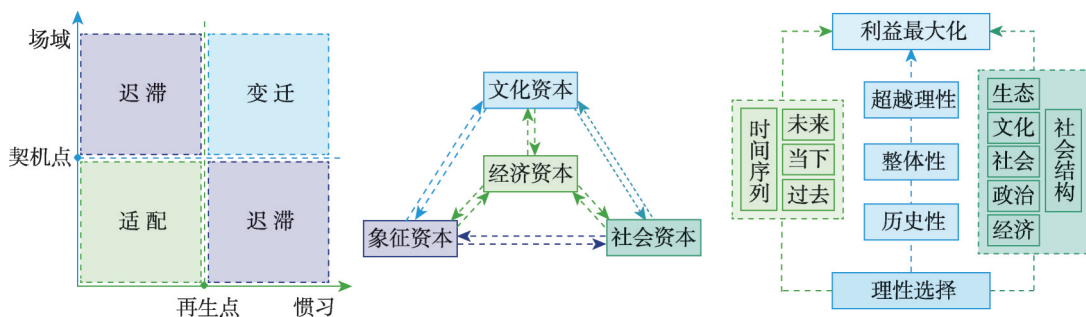 场域
迟滞
变迁
契机点
适配
迟滞
再生点
惯习
文化资本
经济资本
象征资本
社会资本
利益最大化
超越理性
整体性
历史性
理性选择
时间序列
未来
当下
过去
生态
文化
社会
政治
经济
社会结构